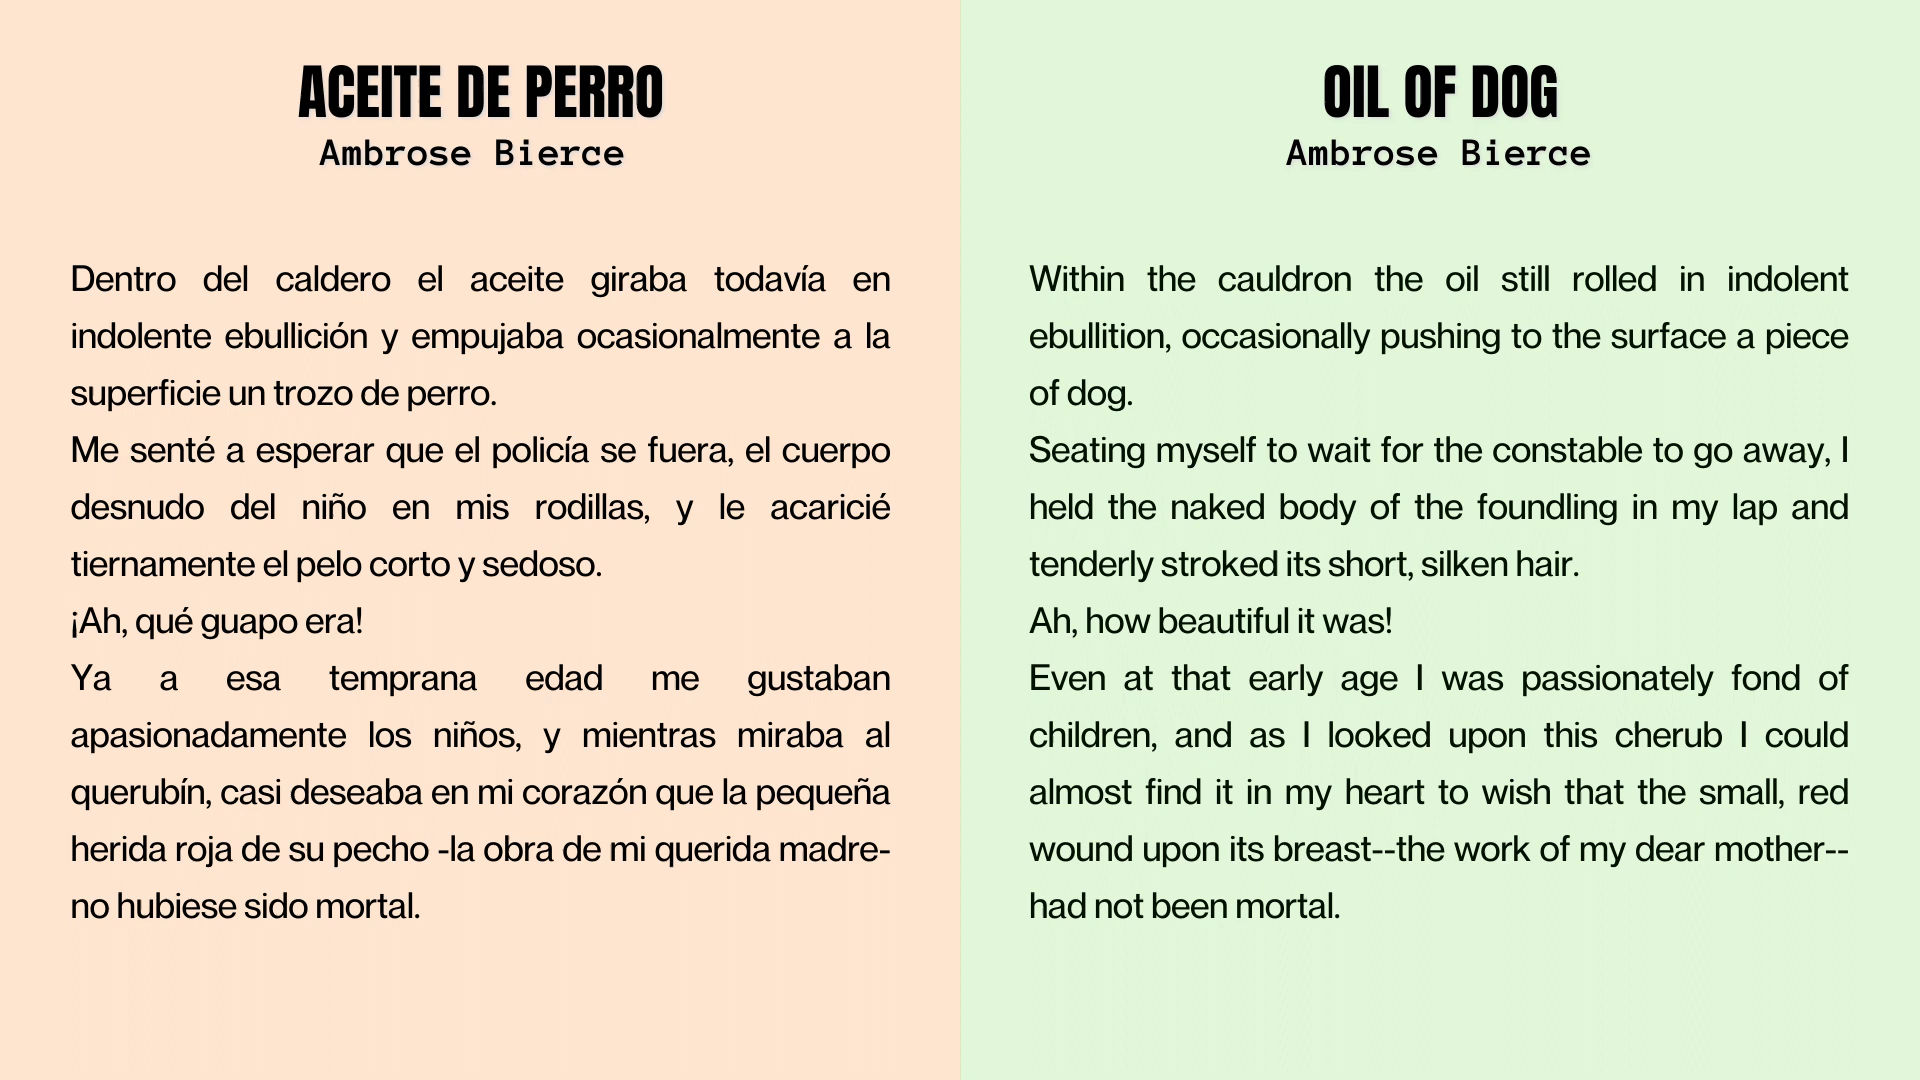 ACEITE DE PERRO
Ambrose Bierce
Dentro del caldero el aceite giraba todavía en
indolente ebullición y empujaba ocasionalmente a la
superficie un trozo de perro.
Me senté a esperar que el policía se fuera, el cuerpo
desnudo del niño en mis rodillas, y le acaricié
tiernamente el pelo corto y sedoso.
¡Ah, qué guapo era!
Ya a esa temprana edad me gustaban
apasionadamente los niños, y mientras miraba al
querubín, casi deseaba en mi corazón que la pequeña
herida roja de su pecho -la obra de mi querida madre-
no hubiese sido mortal.
OIL OF DOG
Ambrose Bierce
Within the cauldron the oil still rolled in indolent
ebullition, occasionally pushing to the surface a piece
of dog.
Seating myself to wait for the constable to go away, I
held the naked body of the foundling in my lap and
tenderly stroked its short, silken hair.
Ah, how beautiful it was!
Even at that early age I was passionately fond of
children, and as I looked upon this cherub I could
almost find it in my heart to wish that the small, red
wound upon its breast--the work of my dear mother--
had not been mortal.